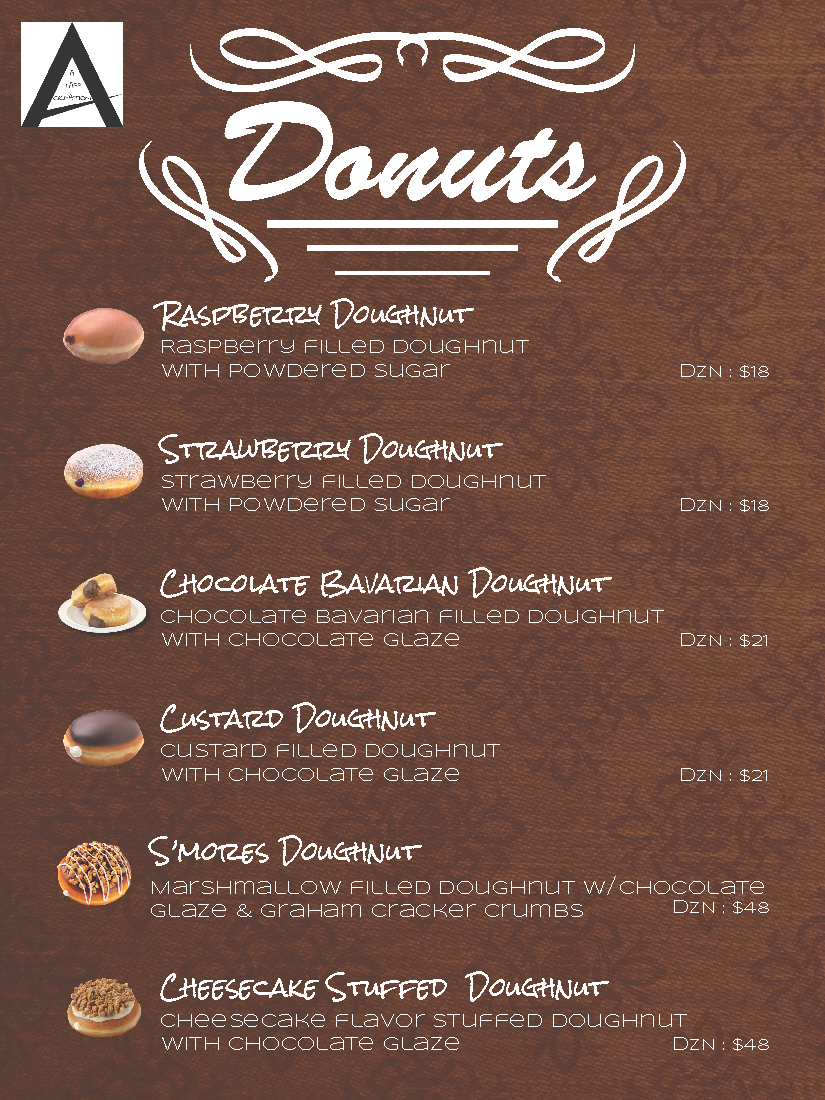 A
TAPP
CREATION
Donuts
Raspberry Doughnut
Raspberry filled doughnut
with powdered sugar
Dzn : $18
Strawberry Doughnut
Strawberry filled doughnut
with powdered sugar
Dzn : $18
Chocolate Bavarian Doughnut
Chocolate Bavarian filled doughnut
with chocolate glaze
Dzn : $21
Custard Doughnut
Custard filled doughnut
with chocolate glaze
Dzn : $21
S'mores Doughnut
Marshmallow filled doughnut w/chocolate
glaze & graham cracker crumbs
Dzn : $48
Cheesecake Stuffed Doughnut
Cheesecake flavor stuffed doughnut
with chocolate glaze
Dzn : $48